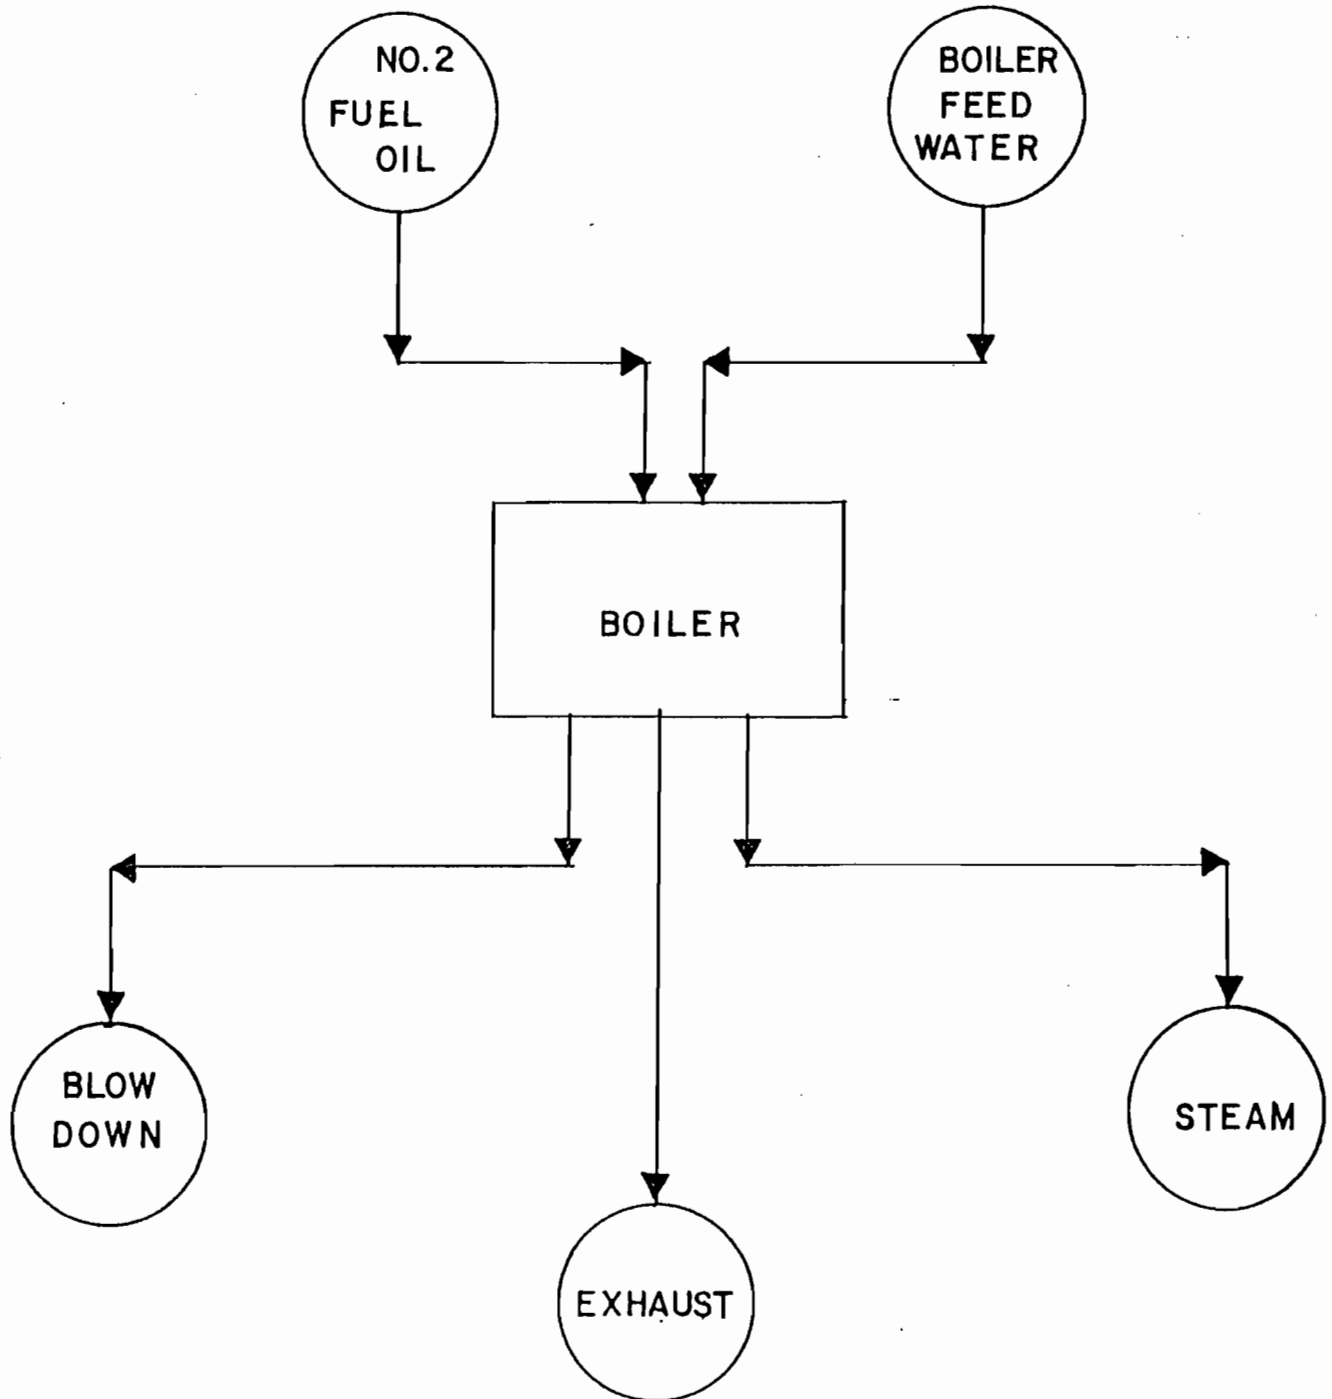 NO.2
FUEL
OIL
BOILER
FEED
WATER
BOILER
BLOW
DOWN
STEAM
EXHAUST